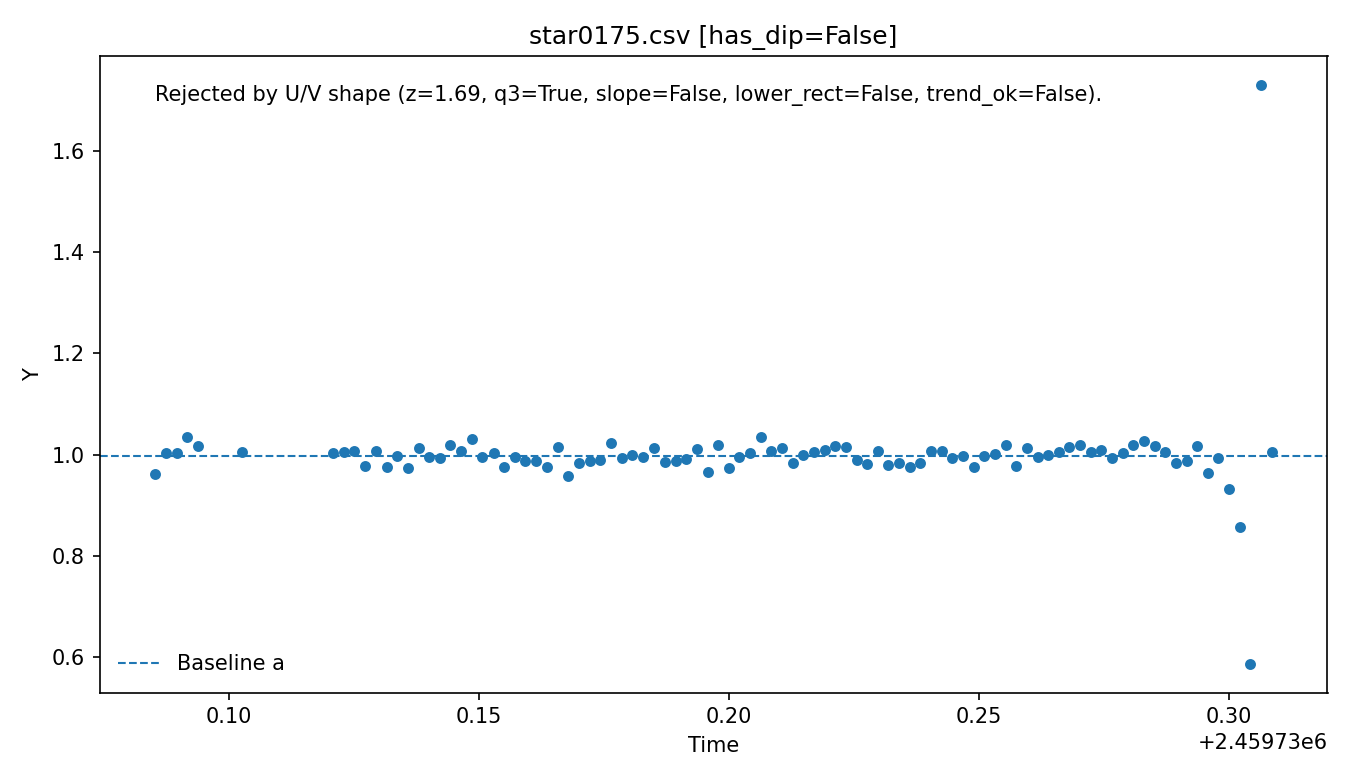 star0175.csv [has_dip=False]
Rejected by U/V shape (z=1.69, q3=True, slope=False, lower_rect=False, trend_ok=False).
1.6
1.4
1.2
1.0
0.8
0.6
Y
Baseline a
0.10 0.15 0.20 0.25 0.30
+2.45973e6
Time